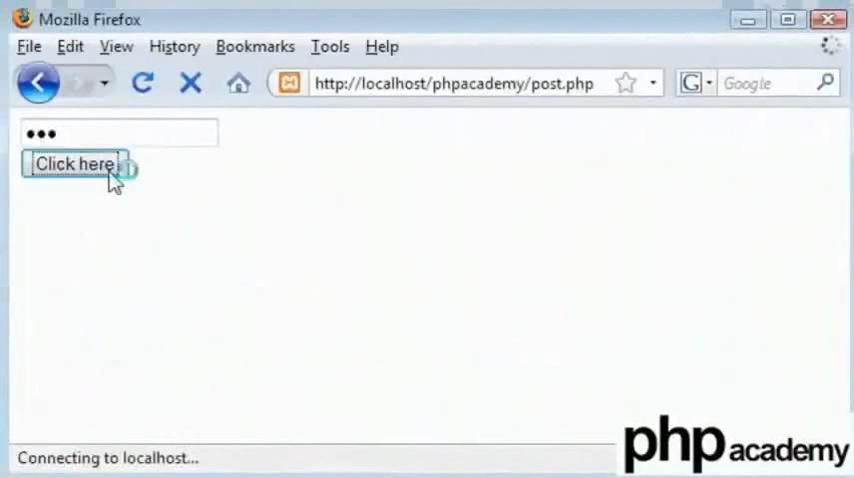 Mozilla Firefox
File Edit View History Bookmarks Tools Help
http://localhost/phpacademy/post.php G Google
•••
Click here
Connecting to localhost...
php academy